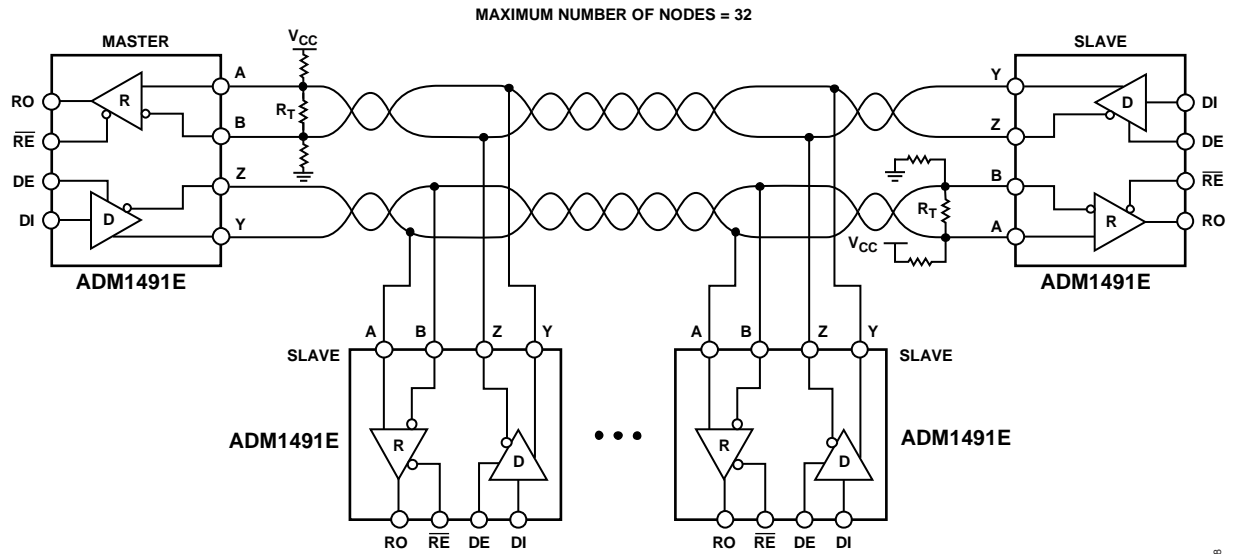 MAXIMUM NUMBER OF NODES = 32
MASTER
VCC
SLAVE
A
Y
RO
R
RT
D
DI
RE
B
Z
DE
DE
Z
B
RE
DI
D
RT
R
RO
Y
VCC
A
ADM1491E
ADM1491E
A
B
Z
Y
A
B
Z
Y
SLAVE
SLAVE
ADM1491E
R
D
• • •
R
D
ADM1491E
RO
RE
DE
DI
RO
RE
DE
DI